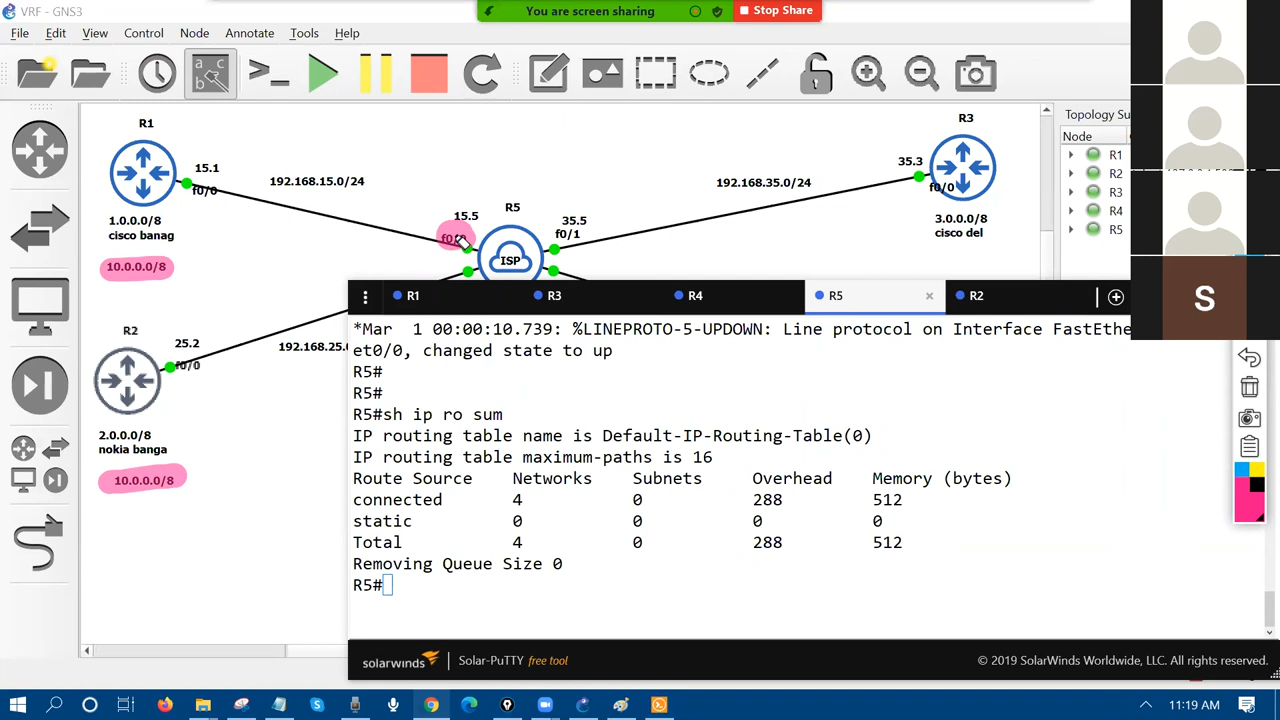 VRF - GNS3
You are screen sharing
Stop Share
File Edit View Control Node Annotate Tools Help
R1
R3
Topology Su
Node
R1
R2
R3
R4
R5
15.1
f0/0
192.168.15.0/24
192.168.35.0/24
35.3
f0/0
1.0.0.0/8
cisco banag
10.0.0.0/8
15.5
R5
35.5
f0/1
ISP
3.0.0.0/8
cisco del
R2
25.2
f0/0
192.168.25.0
2.0.0.0/8
nokia banga
10.0.0.0/8
R1 R3 R4 R5 × R2
*Mar  1 00:00:10.739: %LINEPROTO-5-UPDOWN: Line protocol on Interface FastEthe
et0/0, changed state to up
R5#
R5#
R5#sh ip ro sum
IP routing table name is Default-IP-Routing-Table(0)
IP routing table maximum-paths is 16
Route Source Networks Subnets Overhead Memory (bytes)
connected 4 0 288 512
static 0 0 0 0
Total 4 0 288 512
Removing Queue Size 0
R5#
S
solarwinds Solar-PuTTY free tool
© 2019 SolarWinds Worldwide, LLC. All rights reserved.
11:19 AM